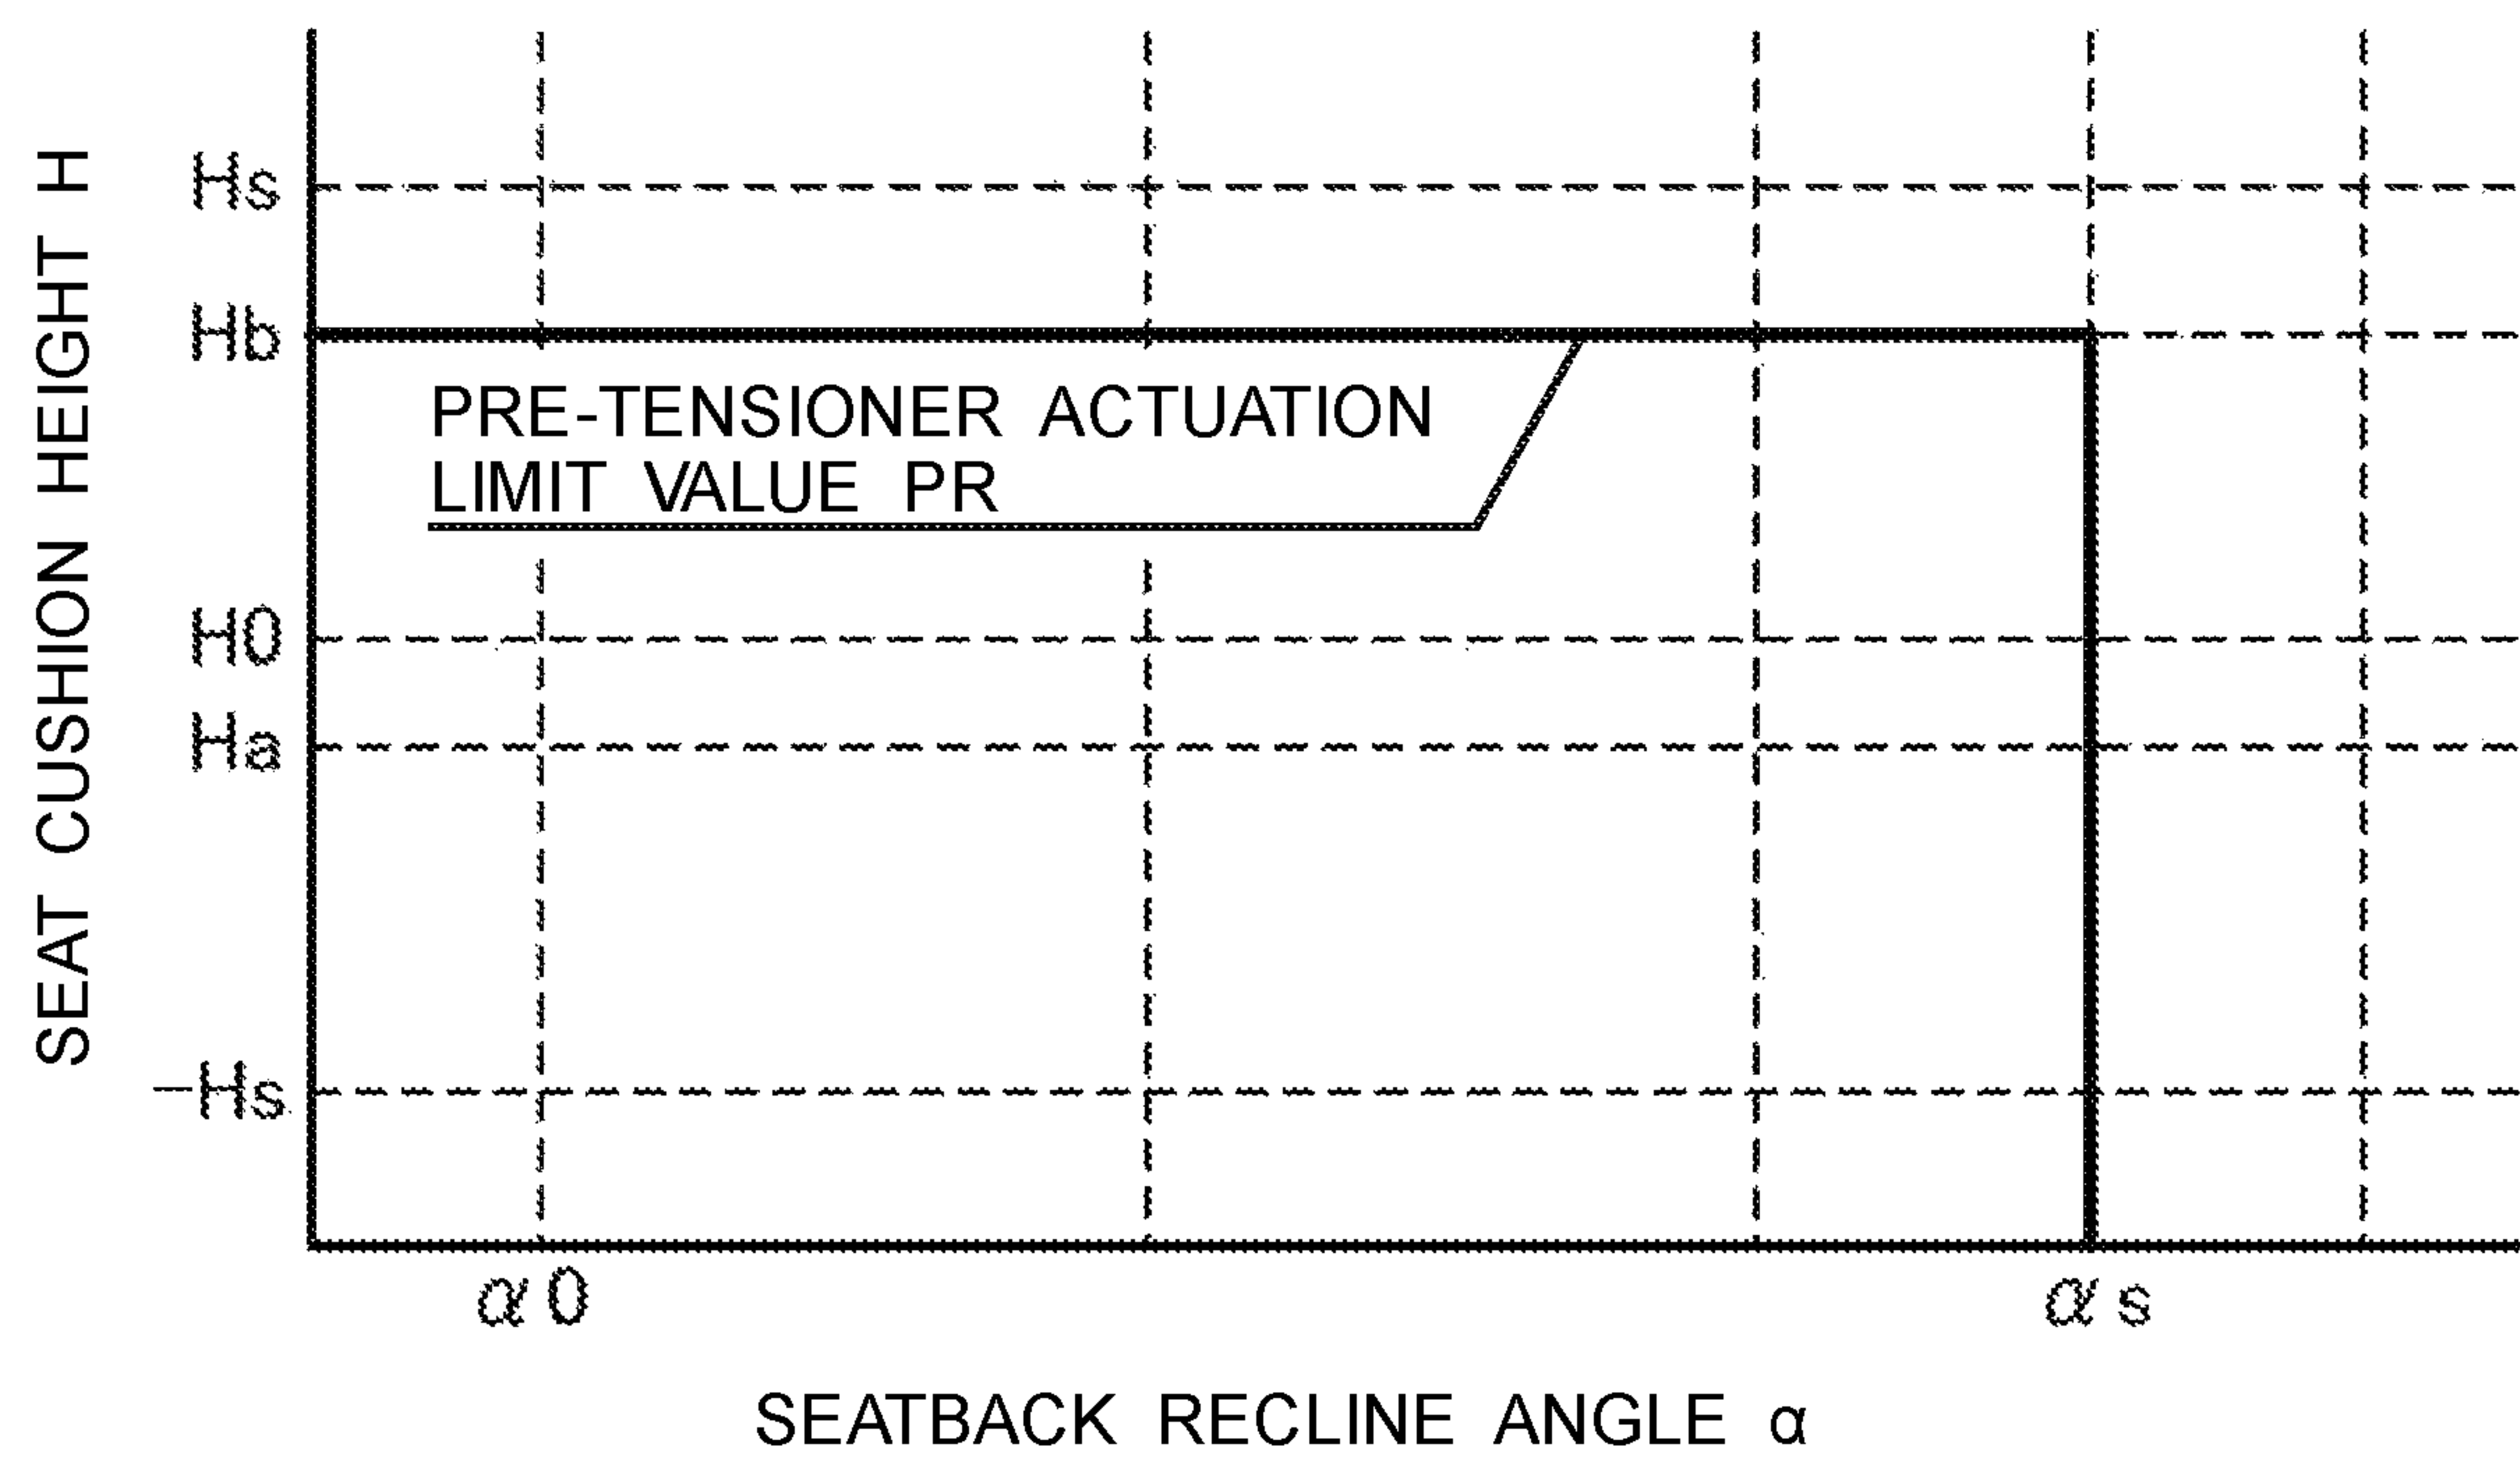 SEAT CUSHION HEIGHT H
Hs
Hb
PRE-TENSIONER ACTUATION
LIMIT VALUE PR
H0
Ha
-Hs
α0
αs
SEATBACK RECLINE ANGLE α